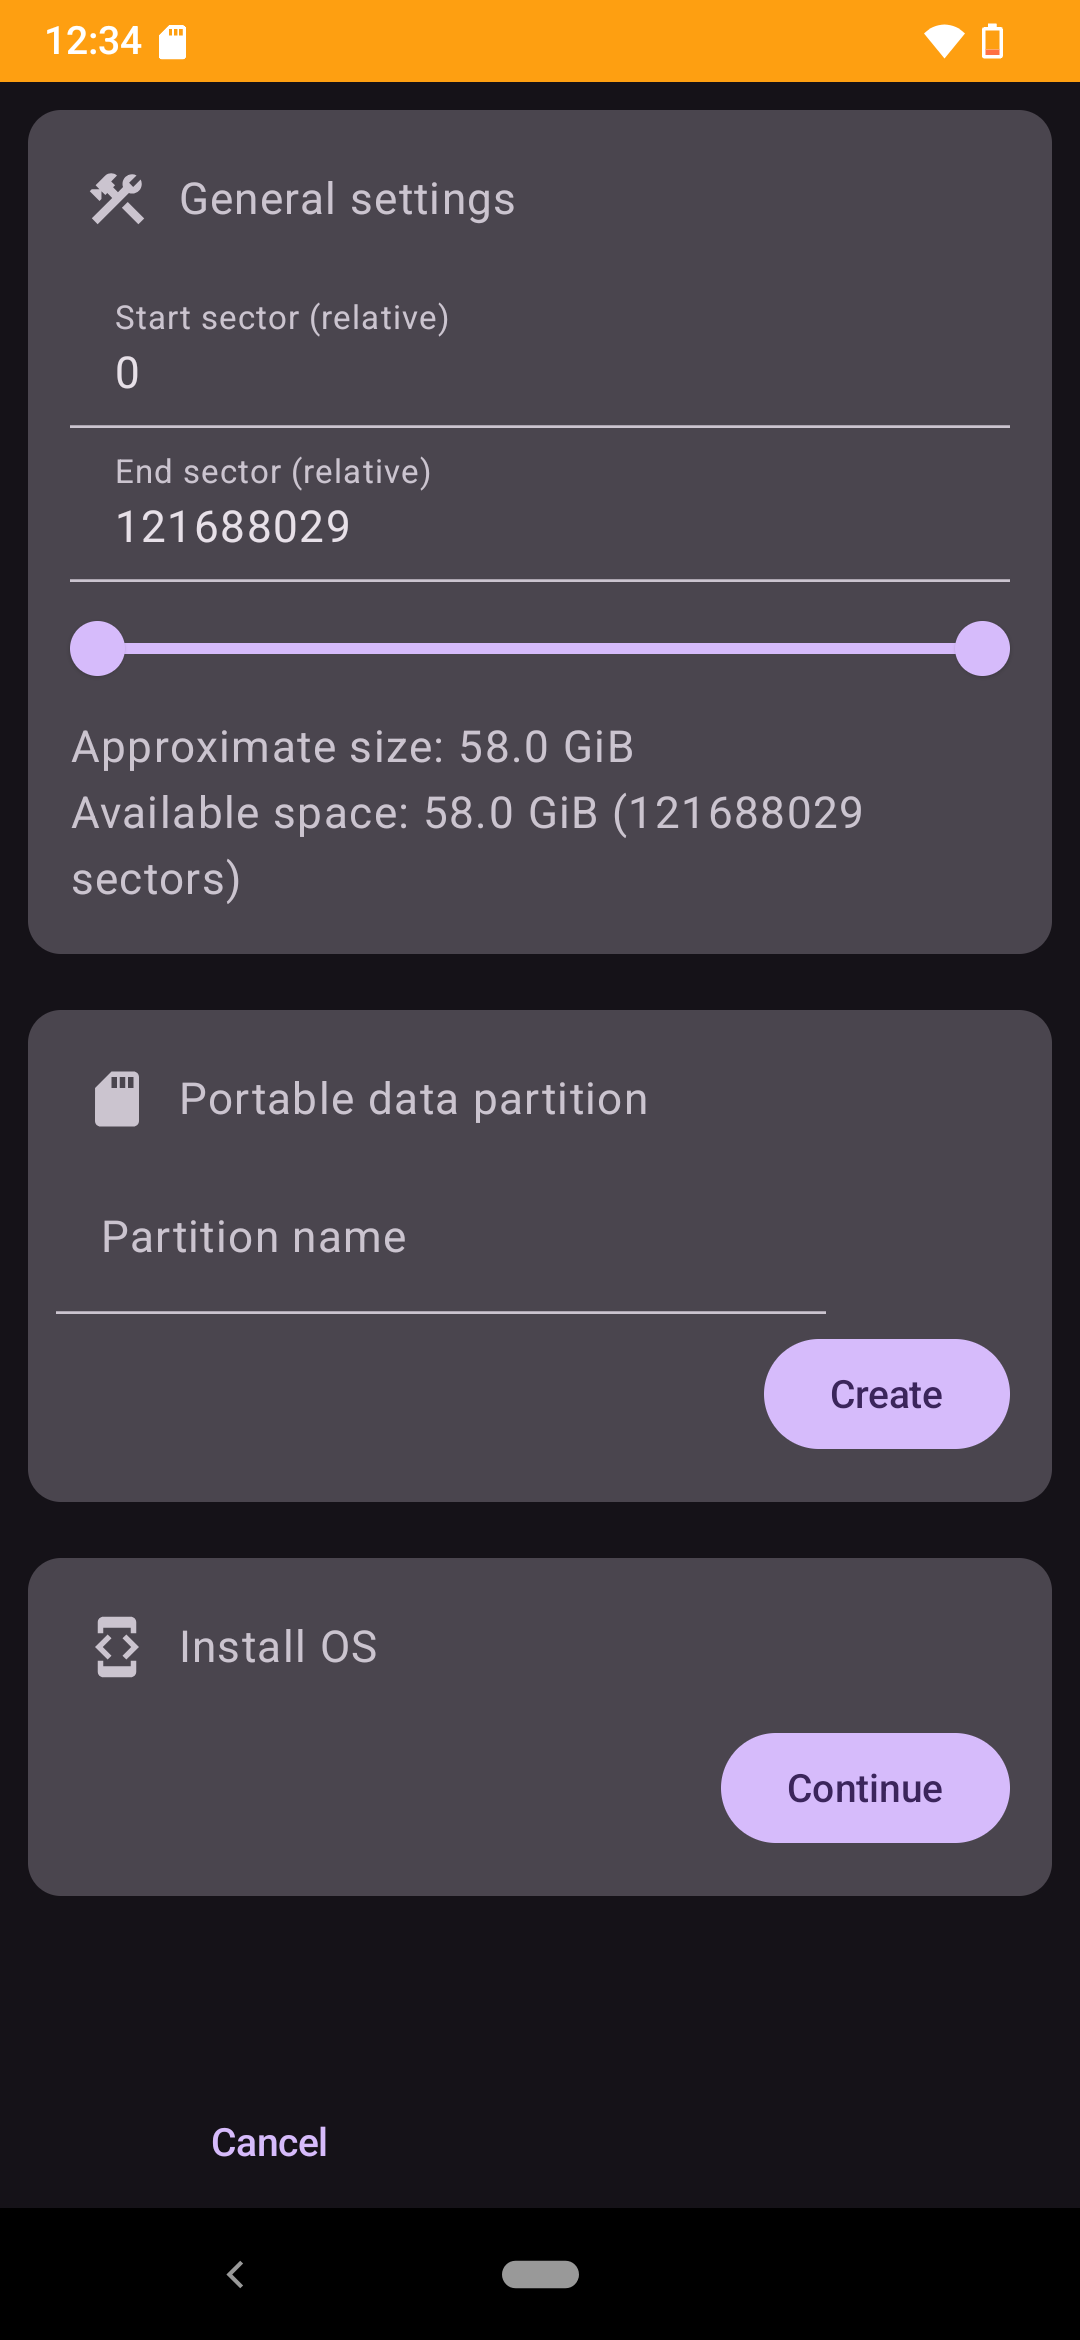 12:34
General settings
Start sector (relative)
0
End sector (relative)
121688029
Approximate size: 58.0 GiB
Available space: 58.0 GiB (121688029
sectors)
Portable data partition
Partition name
Create
Install OS
Continue
Cancel